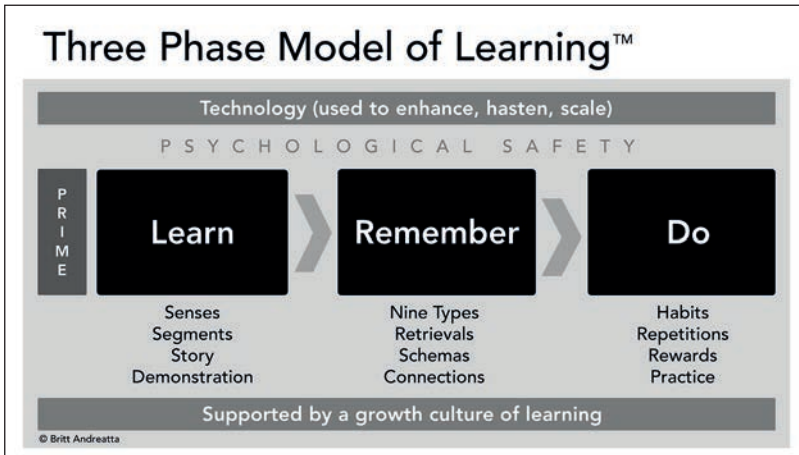 Three Phase Model of Learning™
Technology (used to enhance, hasten, scale)
PSYCHOLOGICAL SAFETY
PRIME
Learn
Remember
Do
Senses
Segments
Story
Demonstration
Nine Types
Retrievals
Schemas
Connections
Habits
Repetitions
Rewards
Practice
Supported by a growth culture of learning
© Britt Andreatta